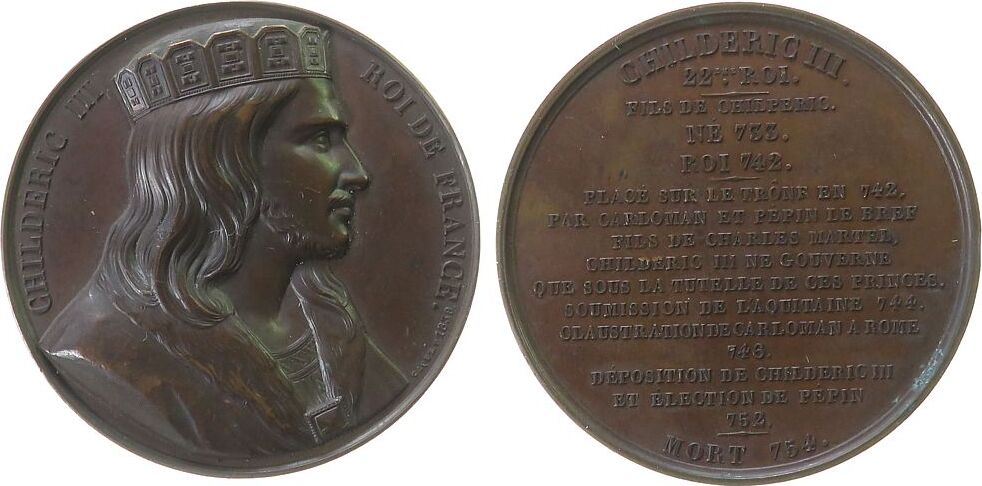 CHILDERIC III ROI DE FRANCE.
CHILDERIC III.
22ME ROI.
FILS DE CHILPERIC.
NE 733.
ROI 742.
PLACÉ SUR LE TRÔNE EN 742.
PAR CARLOMAN ET PEPIN LE BREF
FILS DE CHARLES MARTEL,
CHILDERIC III NE GOUVERNE
QUE SOUS LA TUTELLE DE CES PRINCES.
SOUMISSION DE L'AQUITAINE 744.
CLAUSTRATION DE CARLOMAN A ROME
746.
DÉPOSITION DE CHILDERIC III
ET ELECTION DE PEPIN
752.
MORT 754.